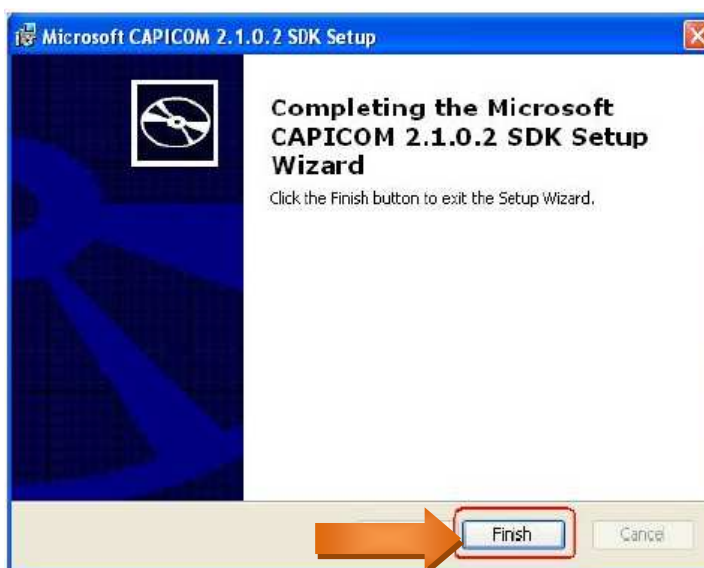 Microsoft CAPICOM 2.1.0.2 SDK Setup
Completing the Microsoft
CAPICOM 2.1.0.2 SDK Setup
Wizard
Click the Finish button to exit the Setup Wizard.
Finish
Cancel